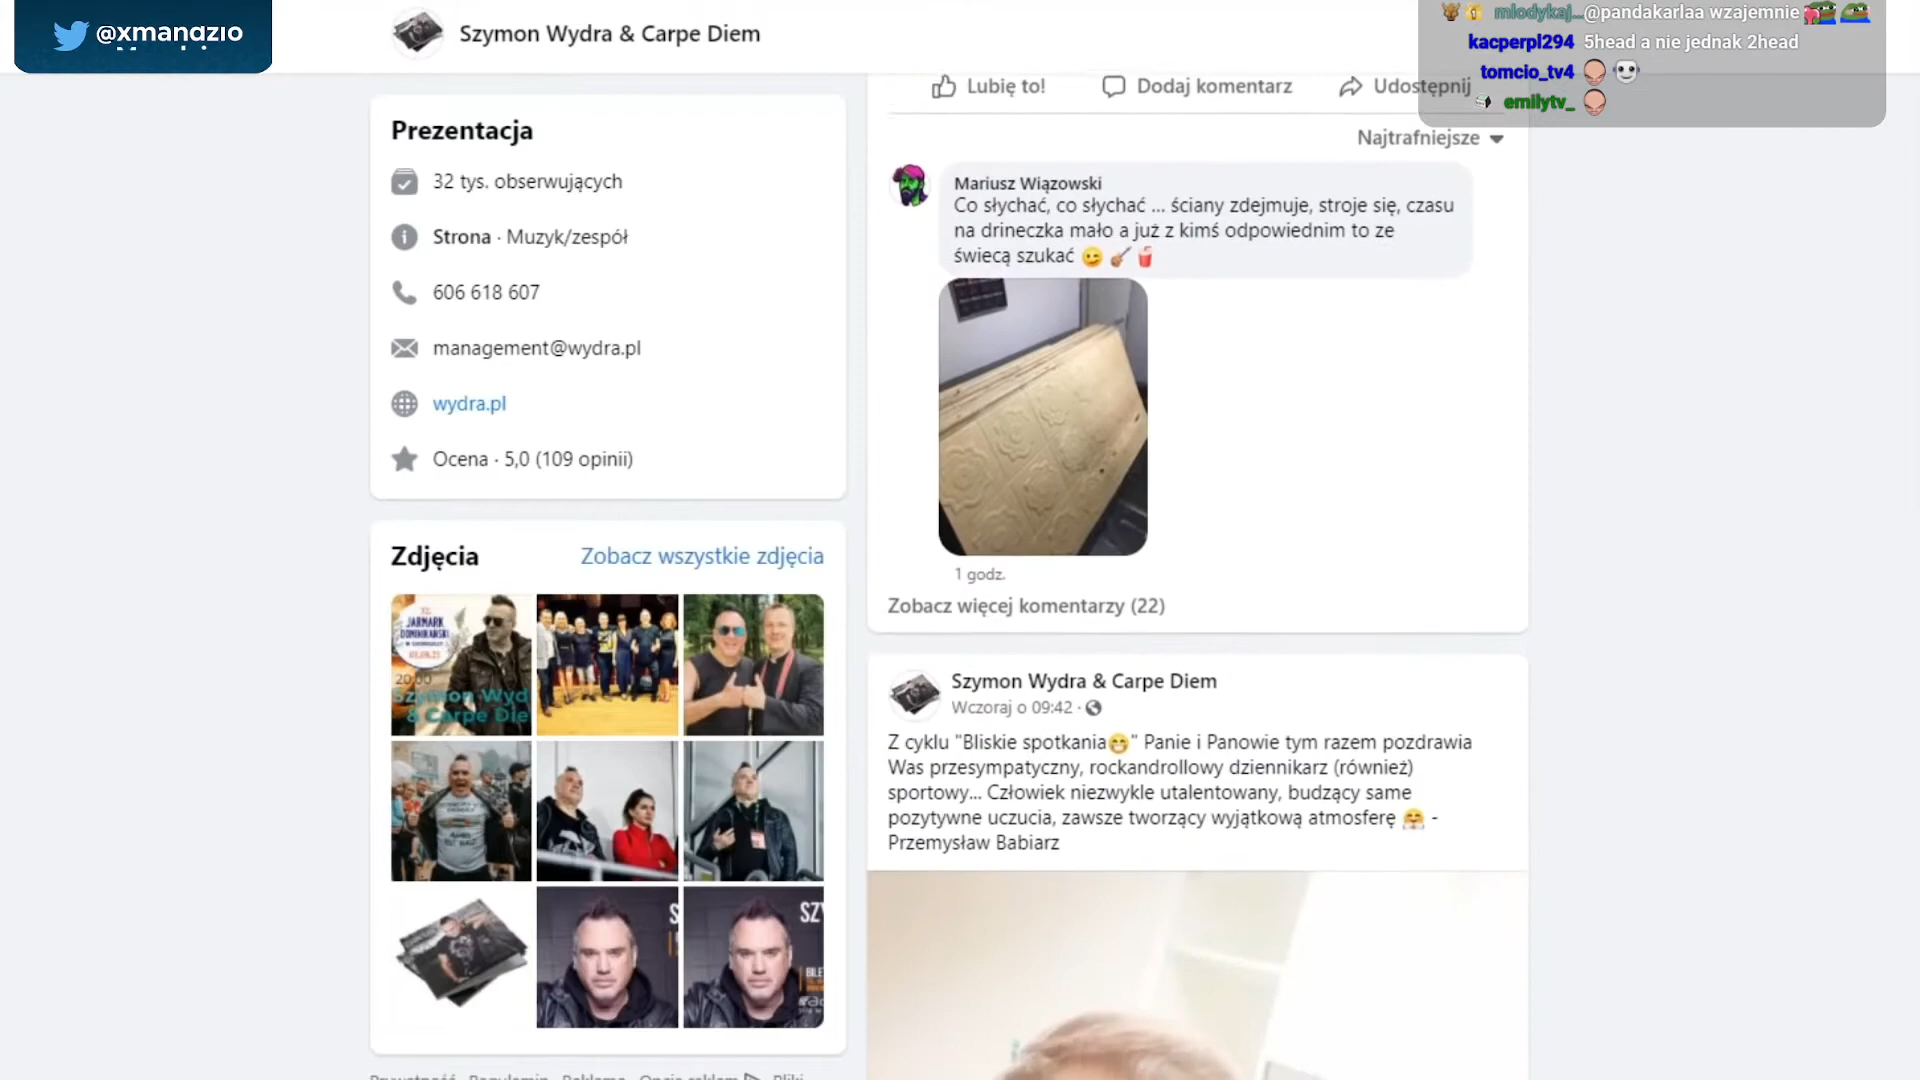 @xmandzio
Szymon Wydra & Carpe Diem
mlodykaj... @pandakarlaa wzajemnie
kacperpl294 5head a nie jednak 2head
tomcio_tv4
emilytv_
Prezentacja
32 tys. obserwujących
Strona · Muzyk/zespół
606 618 607
management@wydra.pl
wydra.pl
Ocena · 5,0 (109 opinii)
Zdjęcia
Zobacz wszystkie zdjęcia
JARMARK
DOMINIKAŃSKI
20:00
Szymon Wyd
& Carpe Die
SZY
BILE
Lubię to!
Dodaj komentarz
Udostępnij
Najtrafniejsze
Mariusz Wiązowski
Co słychać, co słychać ... ściany zdejmuje, stroje się, czasu
na drineczka mało a już z kimś odpowiednim to ze
świecą szukać 😉 🎸 🥤
1 godz.
Zobacz więcej komentarzy (22)
Szymon Wydra & Carpe Diem
Wczoraj o 09:42 ·
Z cyklu "Bliskie spotkania😁" Panie i Panowie tym razem pozdrawia
Was przesympatyczny, rockandrollowy dziennikarz (również)
sportowy... Człowiek niezwykle utalentowany, budzący same
pozytywne uczucia, zawsze tworzący wyjątkową atmosferę 🤗 -
Przemysław Babiarz
Prywatność Regulamin Reklama Opcje reklam Pliki